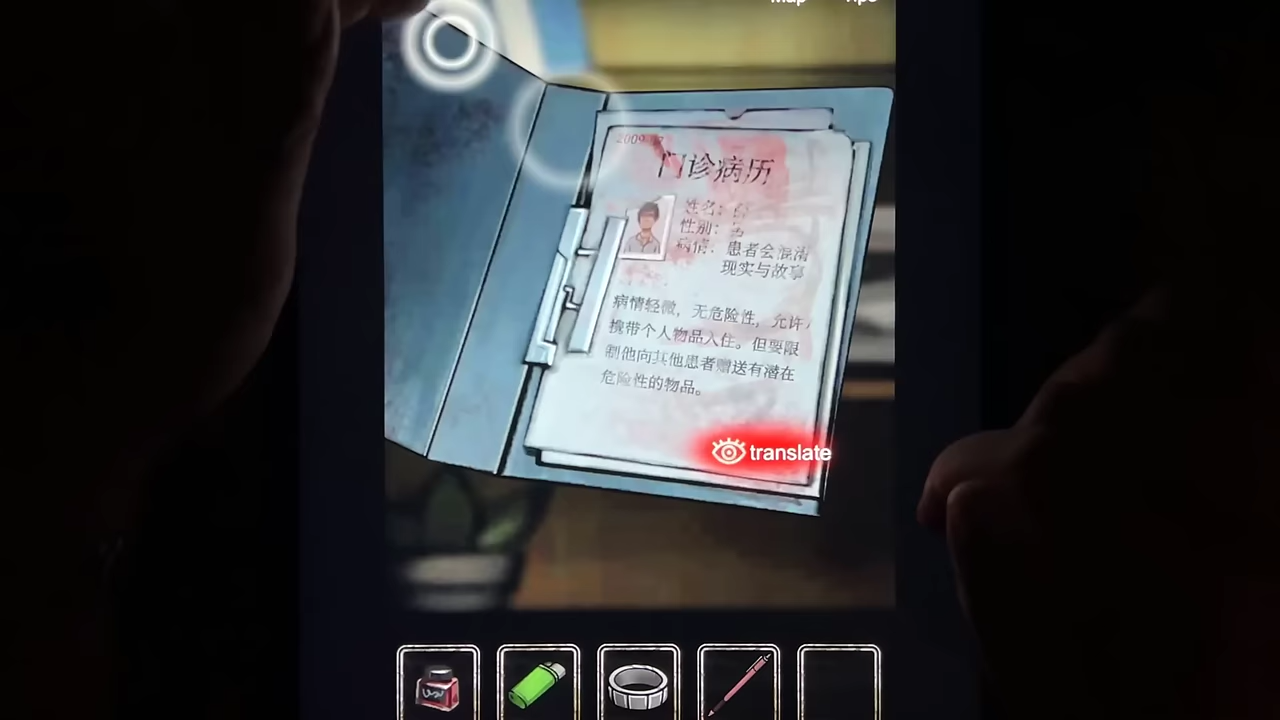 Map Tips
2009
门诊病历
姓名：
性别：
病情：患者会混淆
现实与故事
病情轻微，无危险性，允许
携带个人物品入住。但要限
制他向其他患者赠送有潜在
危险性的物品。
translate